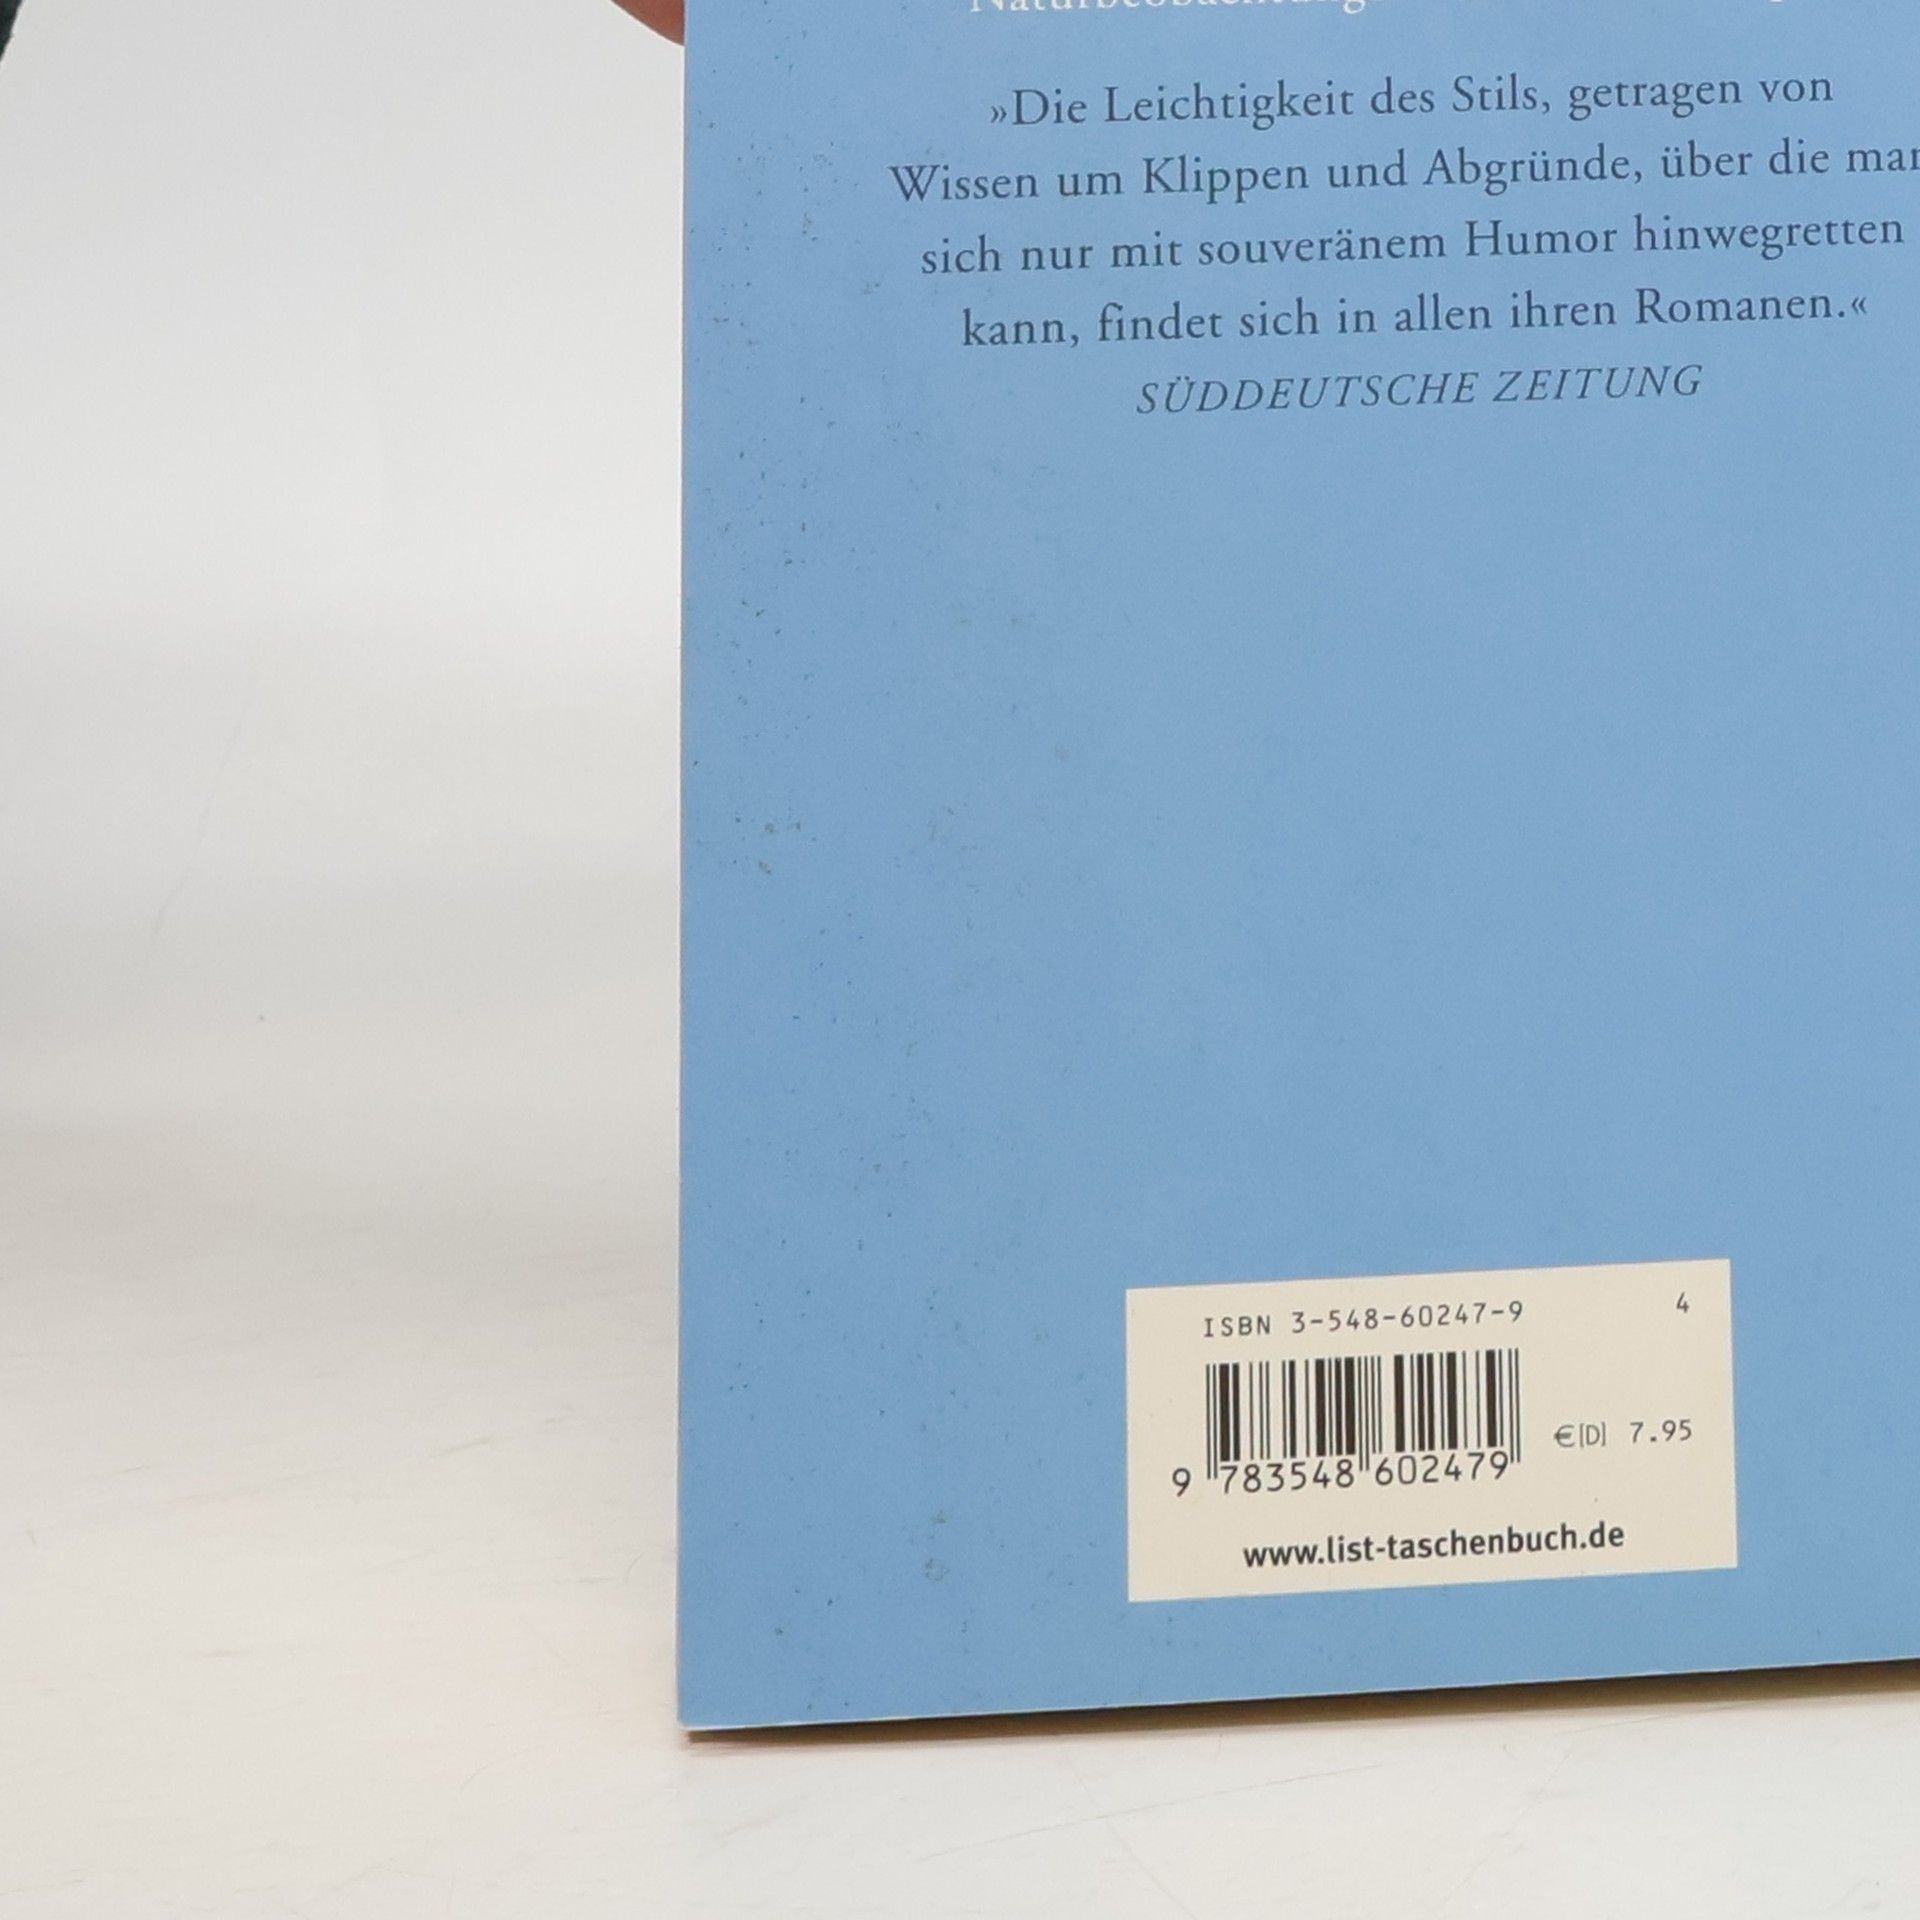 »Die Leichtigkeit des Stils, getragen von
Wissen um Klippen und Abgründe, über die man
sich nur mit souveränem Humor hinwegretten
kann, findet sich in allen ihren Romanen.«
SÜDDEUTSCHE ZEITUNG
ISBN 3-548-60247-9
4
9 783548 602479
€[D] 7.95
www.list-taschenbuch.de